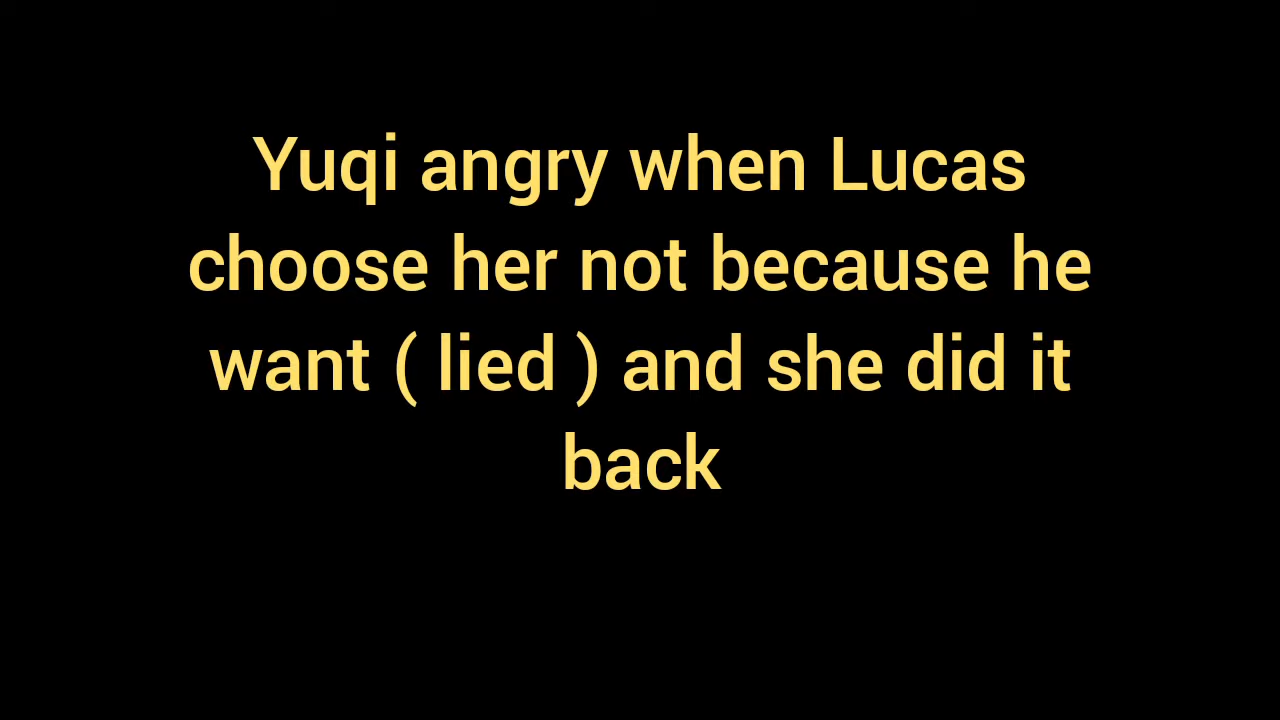 Yuqi angry when Lucas
choose her not because he
want ( lied ) and she did it
back